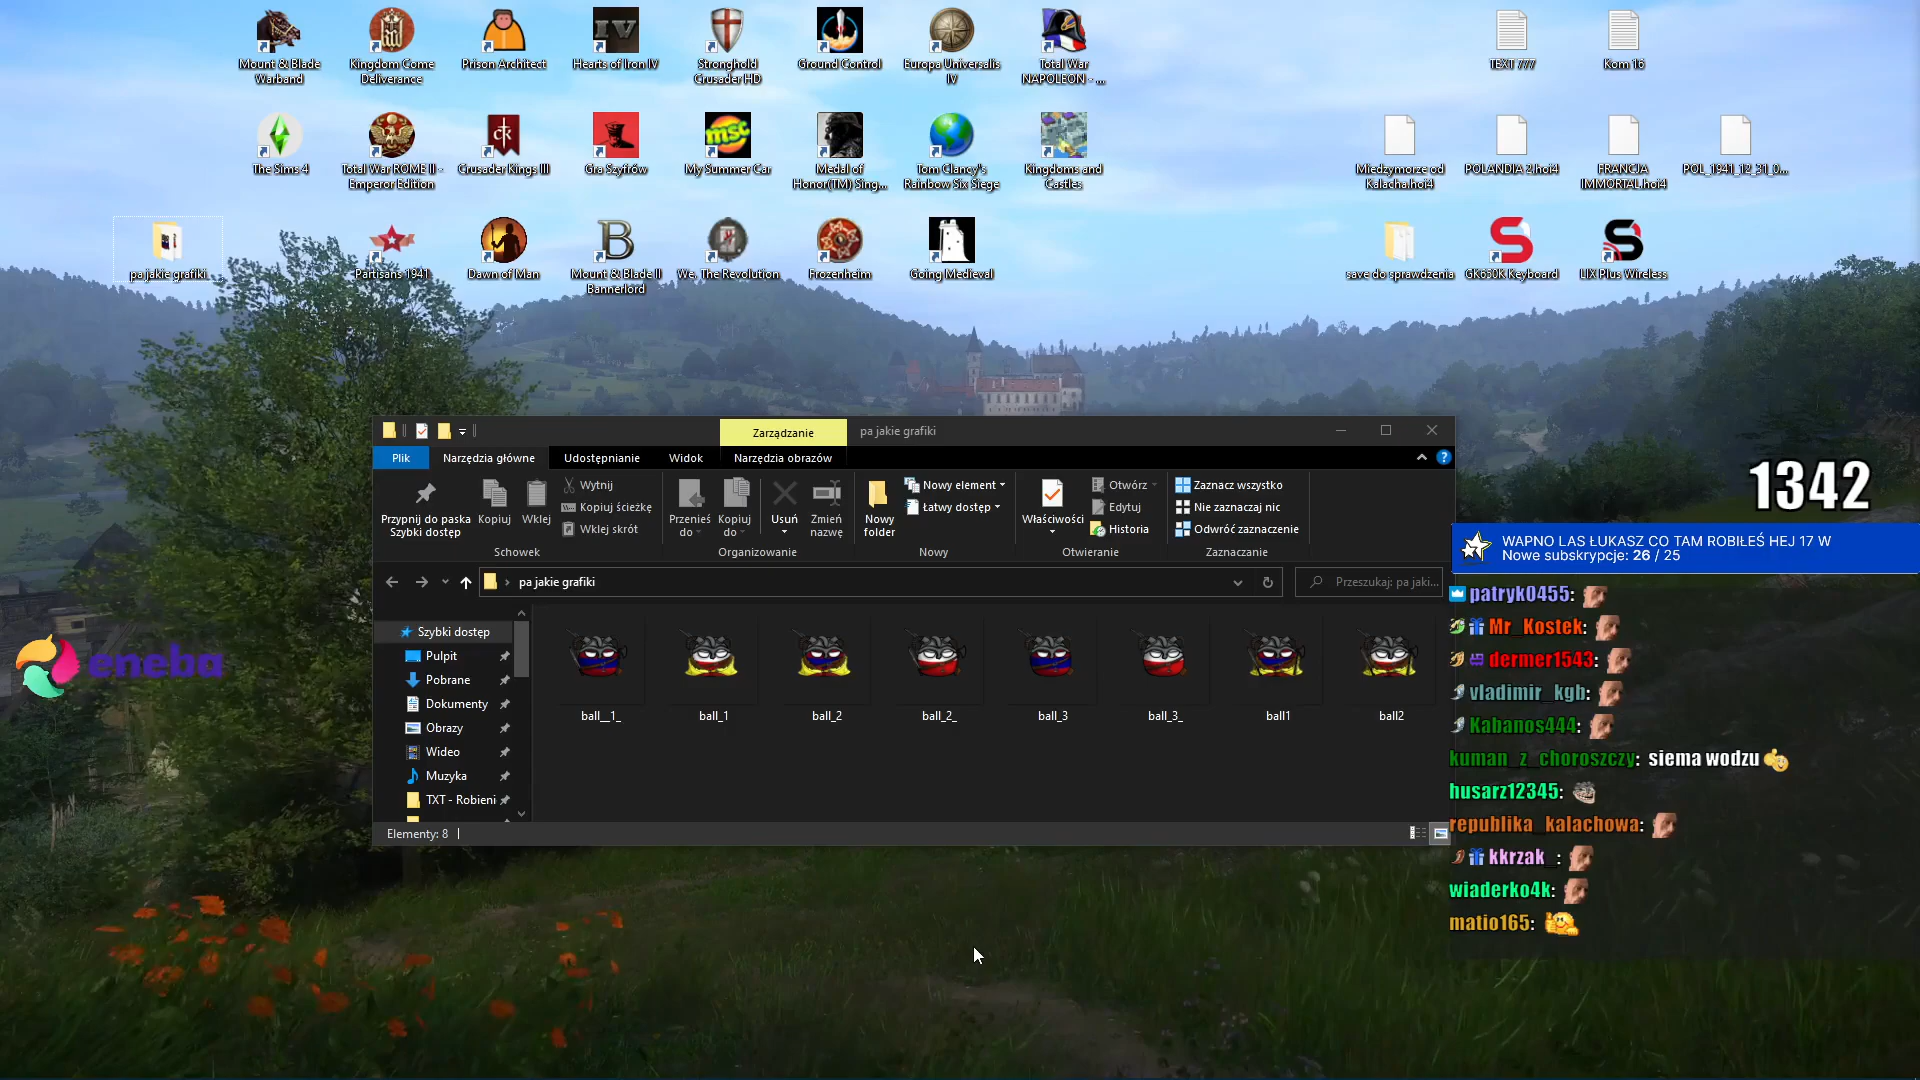 Mount & Blade
Warband
Kingdom Come
Deliverance
Prison Architect
Hearts of Iron IV
Stronghold
Crusader HD
Ground Control
Europa Universalis
IV
Total War
NAPOLEON - ...
TEXT 777
Kom 16
The Sims 4
Total War ROME II -
Emperor Edition
Crusader Kings III
Gra Szyfrów
msc
My Summer Car
Medal of
Honor(TM) Sing...
Tom Clancy's
Rainbow Six Siege
Kingdoms and
Castles
Miedzymorze od
Kalacha.hoi4
POLANDIA 2.hoi4
FRANCJA
IMMORTAL.hoi4
POL_1941_12_31_0...
pa jakie grafiki
Partisans 1941
Dawn of Man
Mount & Blade II
Bannerlord
We. The Revolution
Frozenheim
Going Medieval
save do sprawdzenia
GK650K Keyboard
LIX Plus Wireless
Zarządzanie
pa jakie grafiki
Plik
Narzędzia główne
Udostępnianie
Widok
Narzędzia obrazów
Przypnij do paska
Szybki dostęp
Kopiuj
Wklej
Wytnij
Kopiuj ścieżkę
Wklej skrót
Schowek
Przenieś
do
Kopiuj
do
Usuń
Zmień
nazwę
Organizowanie
Nowy
folder
Nowy element
Łatwy dostęp
Nowy
Właściwości
Otwórz
Edytuj
Historia
Otwieranie
Zaznacz wszystko
Nie zaznaczaj nic
Odwróć zaznaczenie
Zaznaczanie
pa jakie grafiki
Przeszukaj: pa jaki...
Szybki dostęp
Pulpit
Pobrane
Dokumenty
Obrazy
Wideo
Muzyka
TXT - Robieni
ball__1_
ball_1
ball_2
ball_2_
ball_3
ball_3_
ball1
ball2
Elementy: 8
eneba
1342
WAPNO LAS ŁUKASZ CO TAM ROBIŁEŚ HEJ 17 W
Nowe subskrypcje: 26 / 25
patryk0455:
Mr_Kostek:
dermer1543:
vladimir_kgb:
Kabanos444:
kuman_z_choroszczy: siema wodzu
husarz12345:
republika_kalachowa:
kkrzak_:
wiaderko4k:
matio165: